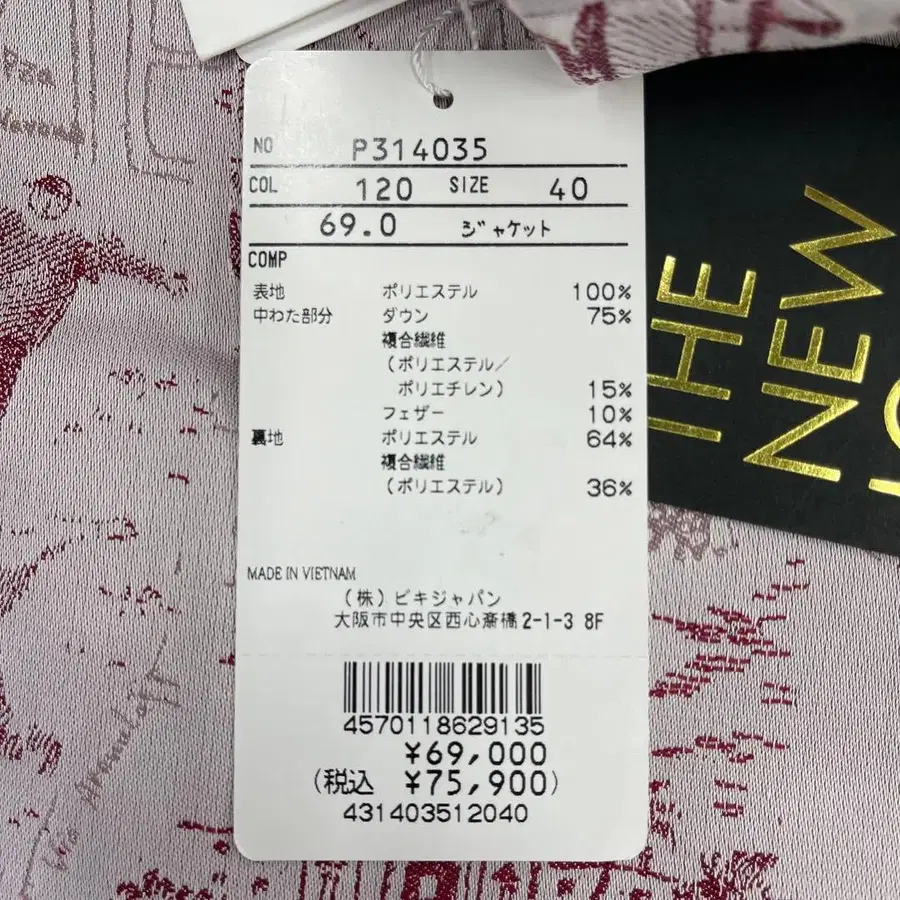 NO P314035
COL 120 SIZE 40
69.0 ジャケット
COMP
表地 ポリエステル 100%
中わた部分 ダウン 75%
複合繊維
(ポリエステル/
ポリエチレン) 15%
フェザー 10%
裏地 ポリエステル 64%
複合繊維
(ポリエステル) 36%
MADE IN VIETNAM
(株)ビキジャパン
大阪市中央区西心斎橋2-1-3 8F
4570118629135
¥69,000
(税込 ¥75,900)
431403512040
THE
NEW